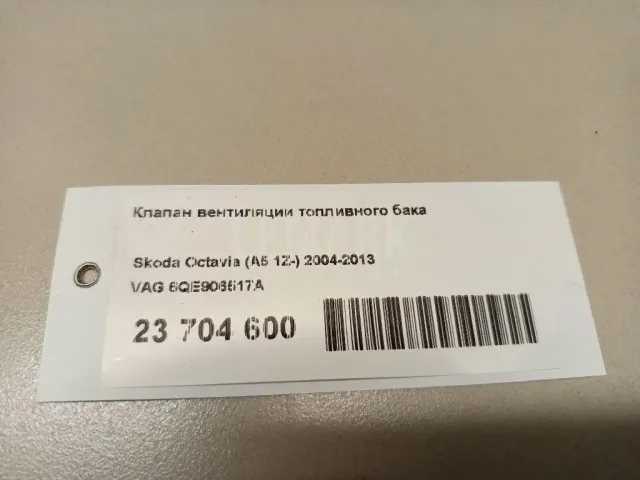 Клапан вентиляции топливного бака
Skoda Octavia (A5 1Z-) 2004-2013
VAG 6QE906517A
23 704 600